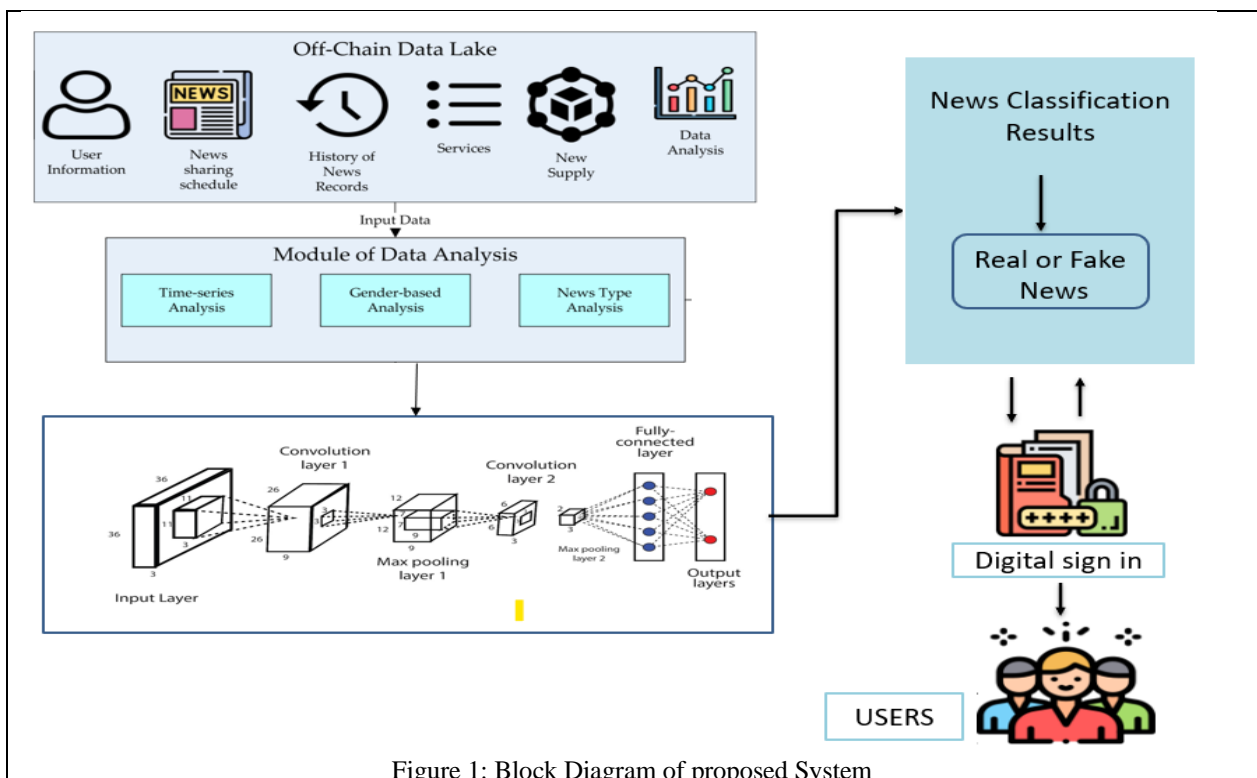 Off-Chain Data Lake
NEWS
User
Information
News
sharing
schedule
History of
News
Records
Services
New
Supply
Data
Analysis
Input Data
Module of Data Analysis
Time-series
Analysis
Gender-based
Analysis
News Type
Analysis
36
36
11
11
3
3
Input Layer
Convolution
layer 1
26
26
3
3
9
12
12
7
7
9
9
Max pooling
layer 1
Convolution
layer 2
6
6
3
2
3
Max pooling
layer 2
Fully-
connected
layer
Output
layers
News Classification
Results
Real or Fake
News
++++
Digital sign in
USERS
Figure 1: Block Diagram of proposed System